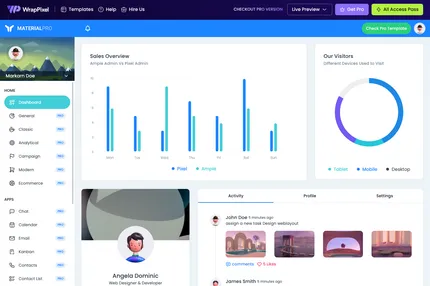 WrapPixel
Templates
Help
Hire Us
CHECKOUT PRO VERSION
Live Preview
Get Pro
All Access Pass
MATERIALPRO
Check Pro Template
Markarn Doe
HOME
Dashboard
General PRO
Classic PRO
Analytical PRO
Campaign PRO
Modern PRO
Ecommerce PRO
APPS
Chat PRO
Calendar PRO
Email PRO
Kanban PRO
Contacts PRO
Contact List PRO
Sales Overview
Ample Admin Vs Pixel Admin
Mon Tue Wed Thu Fri Sat Sun
Pixel Ample
Our Visitors
Different Devices Used to Visit
Tablet Mobile Desktop
Angela Dominic
Web Designer & Developer
Activity Profile Settings
John Doe 5 minutes ago
assign a new task Design weblayout
comments 5 Likes
James Smith 5 minutes ago